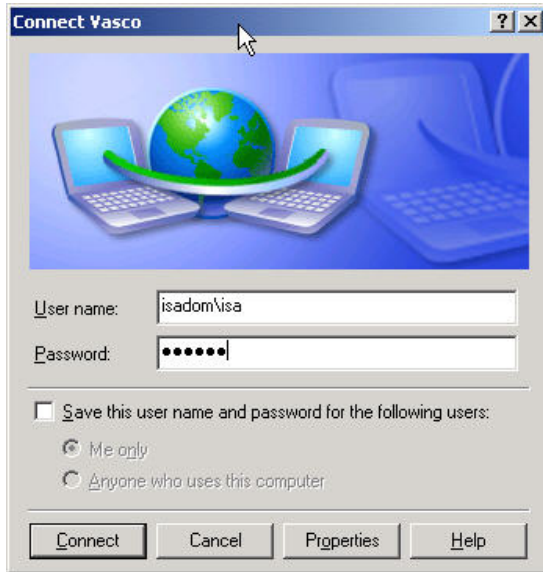 Connect Vasco
User name: isadom\isa
Password: ●●●●●●
Save this user name and password for the following users:
Me only
Anyone who uses this computer
Connect Cancel Properties Help